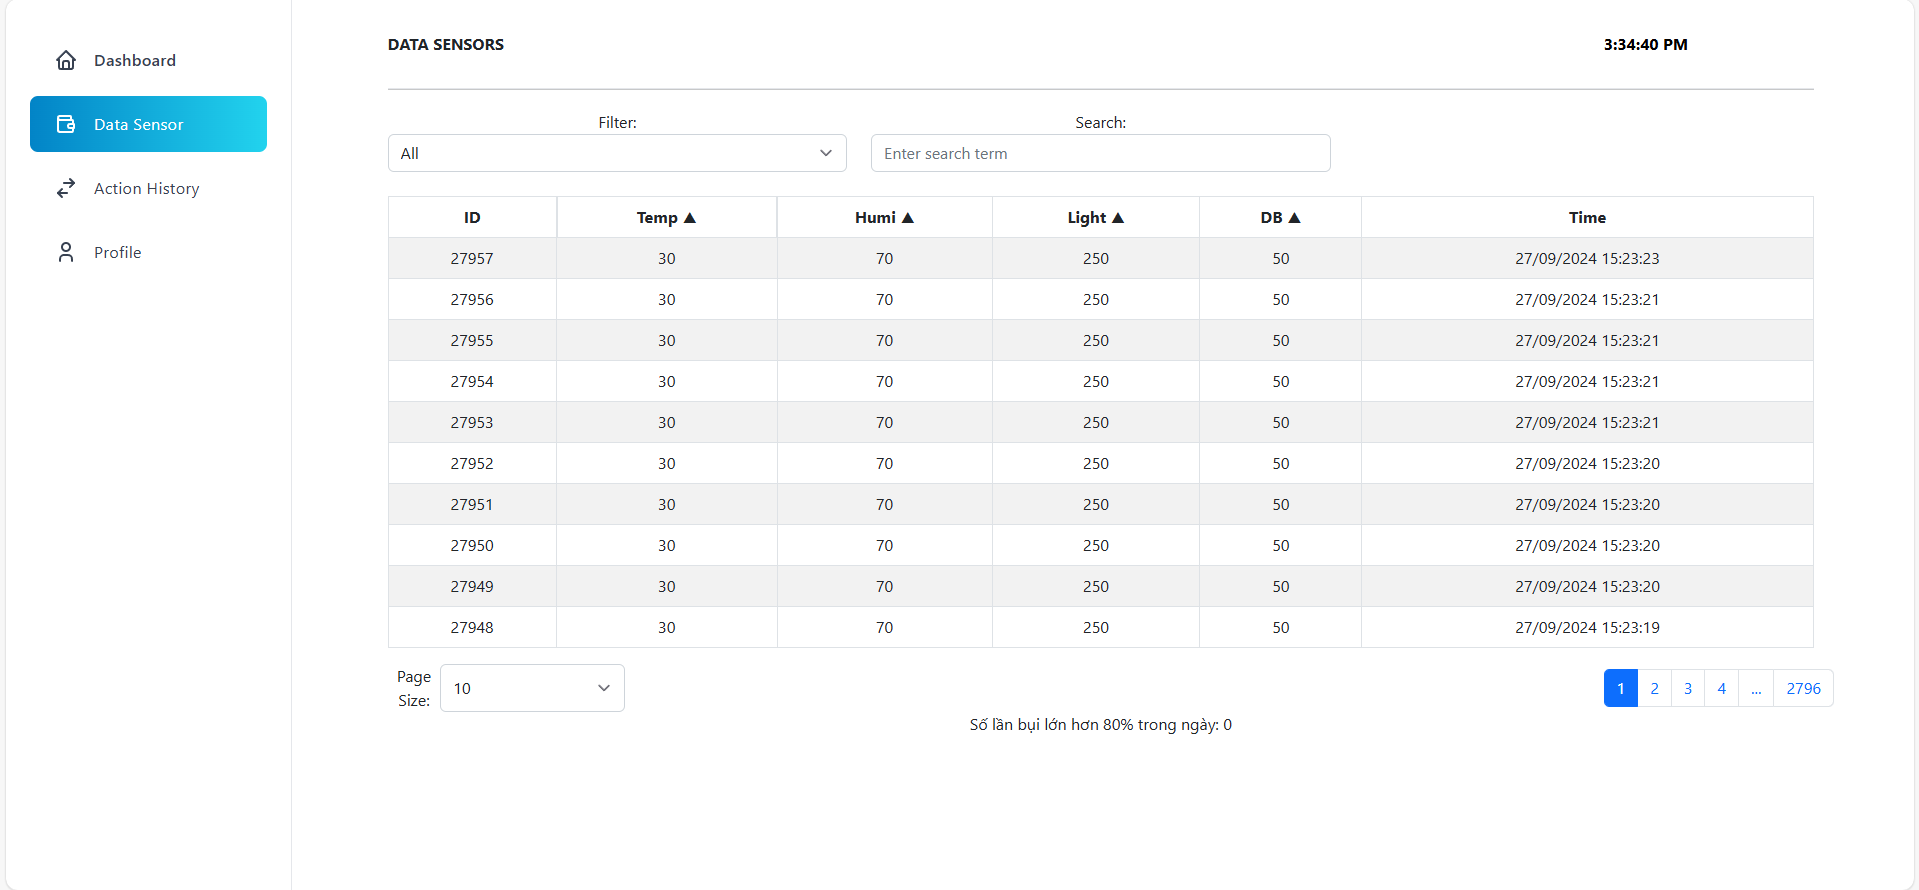 Dashboard
Data Sensor
Action History
Profile
DATA SENSORS
3:34:40 PM
Filter:
Search:
All
Enter search term
ID Temp ▲ Humi ▲ Light ▲ DB ▲ Time
27957 30 70 250 50 27/09/2024 15:23:23
27956 30 70 250 50 27/09/2024 15:23:21
27955 30 70 250 50 27/09/2024 15:23:21
27954 30 70 250 50 27/09/2024 15:23:21
27953 30 70 250 50 27/09/2024 15:23:21
27952 30 70 250 50 27/09/2024 15:23:20
27951 30 70 250 50 27/09/2024 15:23:20
27950 30 70 250 50 27/09/2024 15:23:20
27949 30 70 250 50 27/09/2024 15:23:20
27948 30 70 250 50 27/09/2024 15:23:19
Page
Size:
10
1 2 3 4 ... 2796
Số lần bụi lớn hơn 80% trong ngày: 0